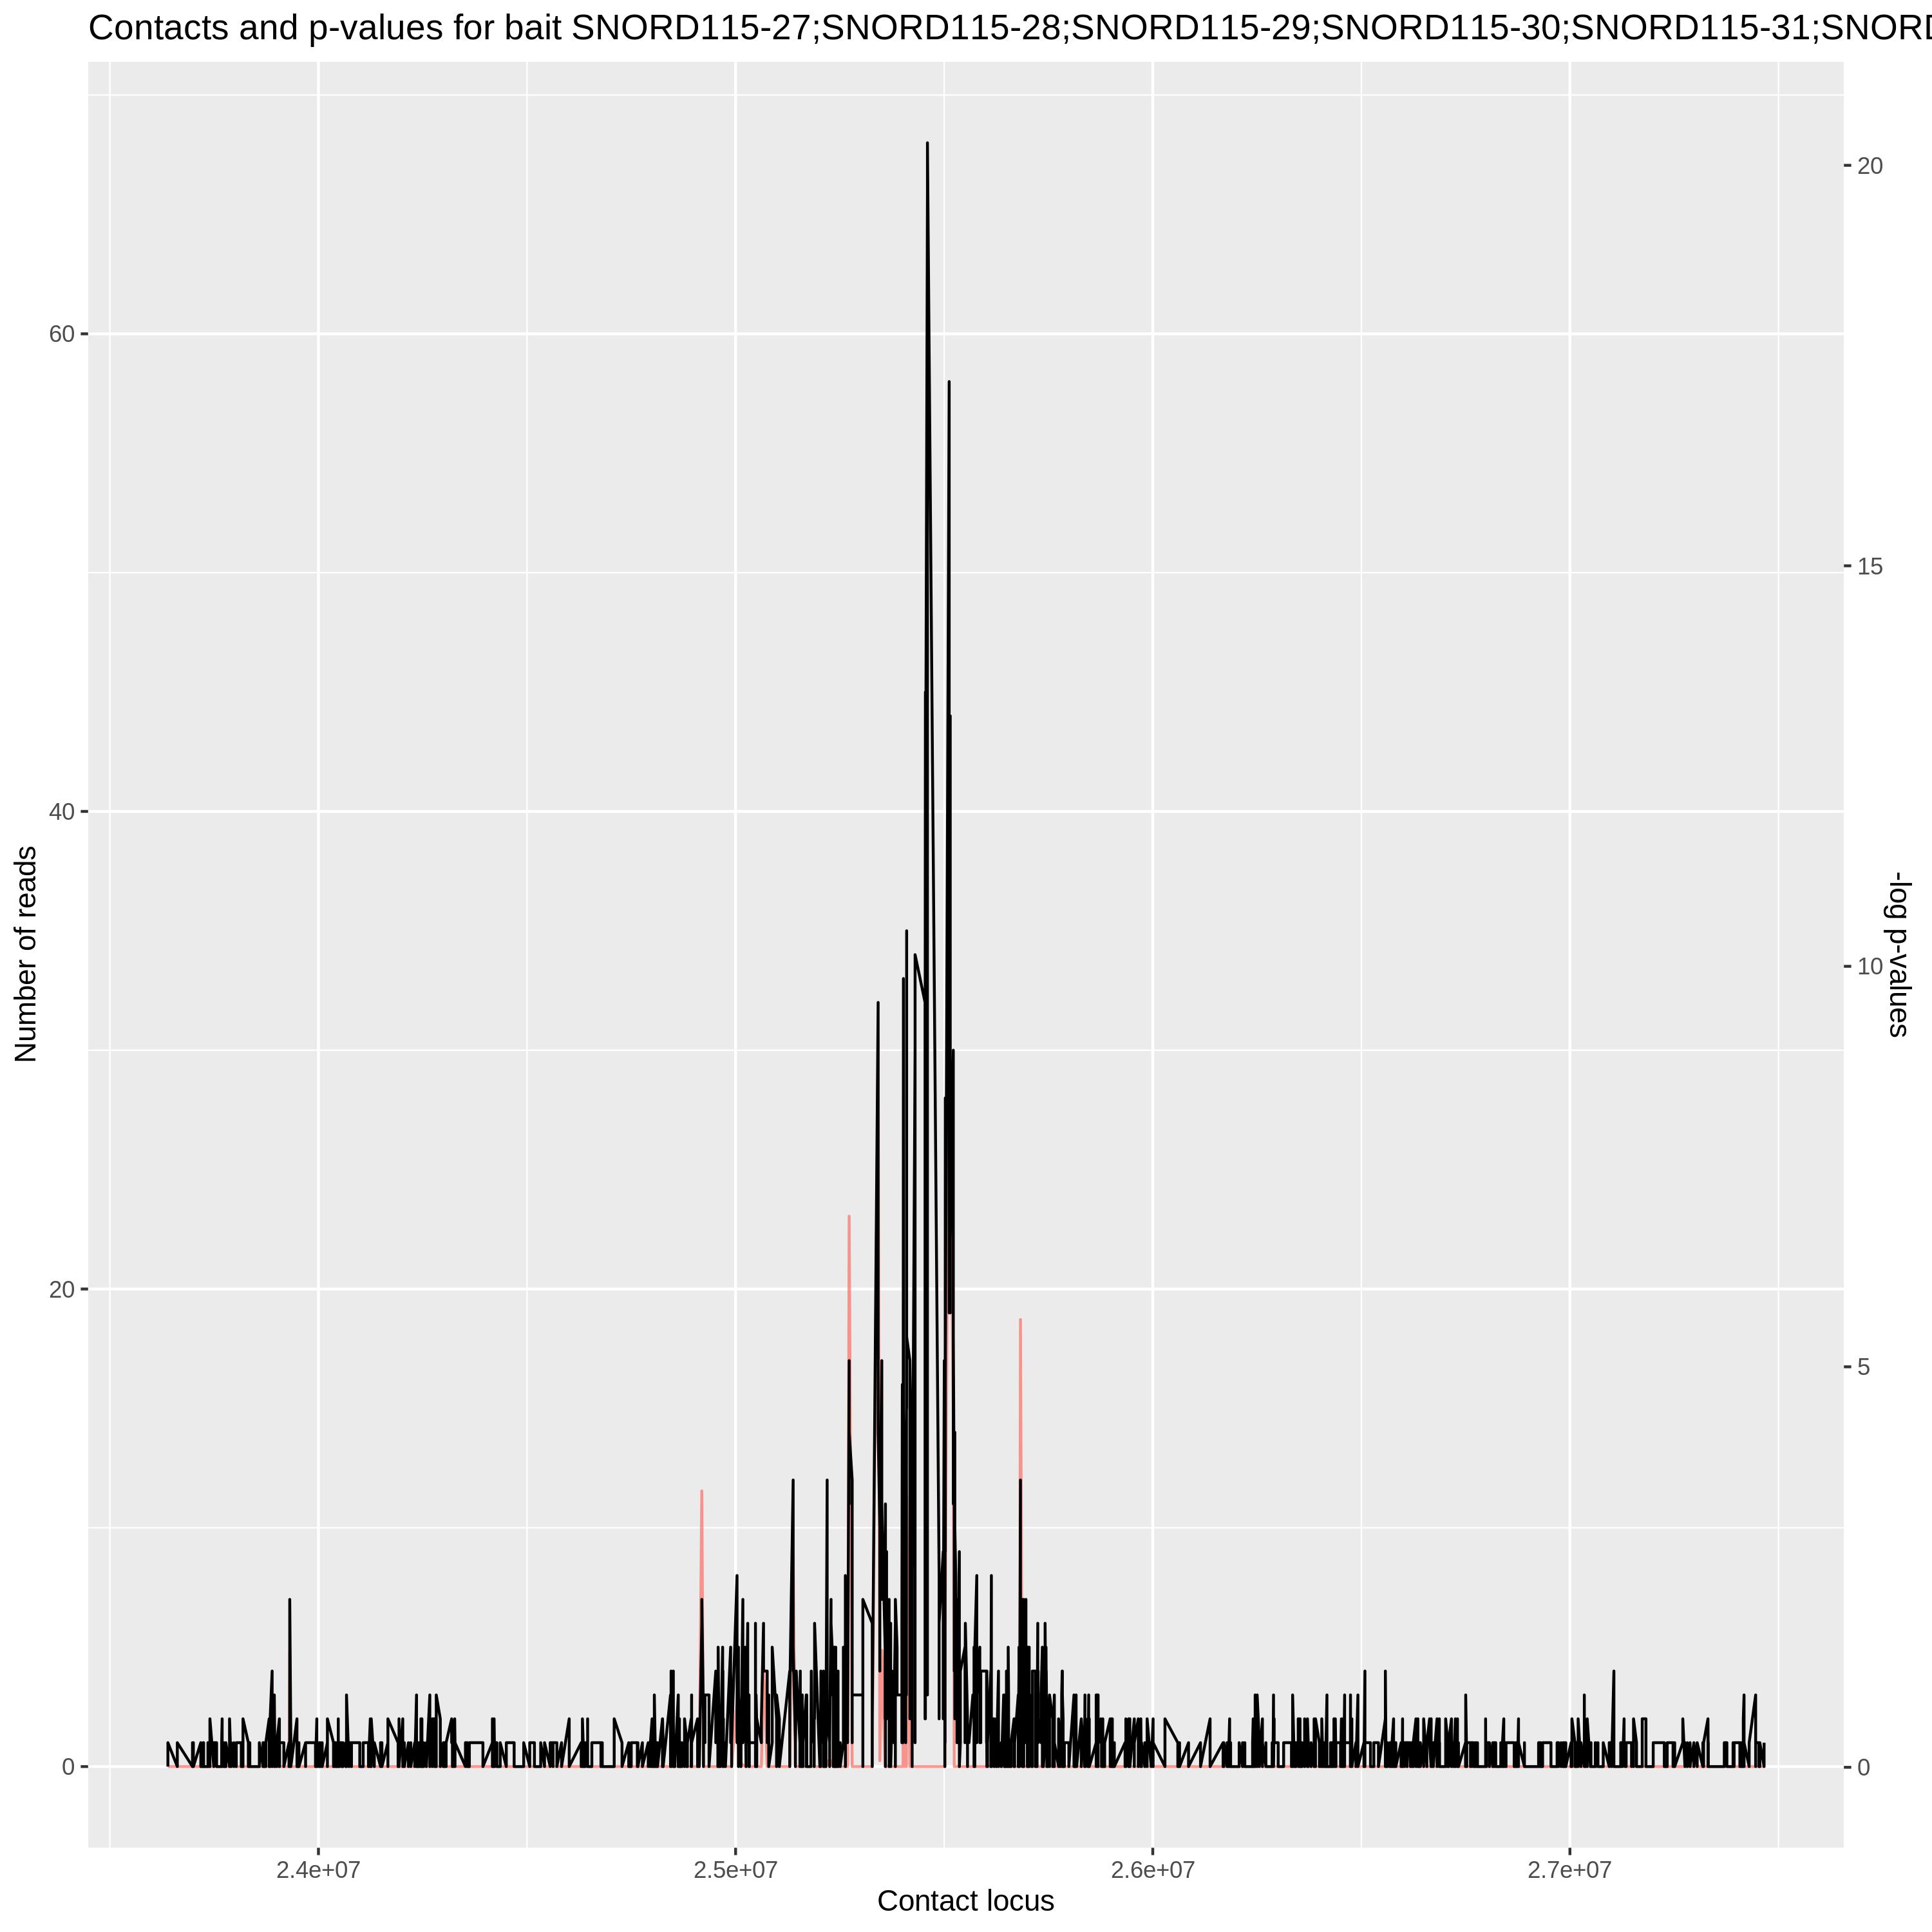 Contacts and p-values for bait SNORD115-27;SNORD115-28;SNORD115-29;SNORD115-30;SNORD115-31;SNORD
60
40
20
0
20
15
10
5
0
Number of reads
-log p-values
2.4e+07 2.5e+07 2.6e+07 2.7e+07
Contact locus